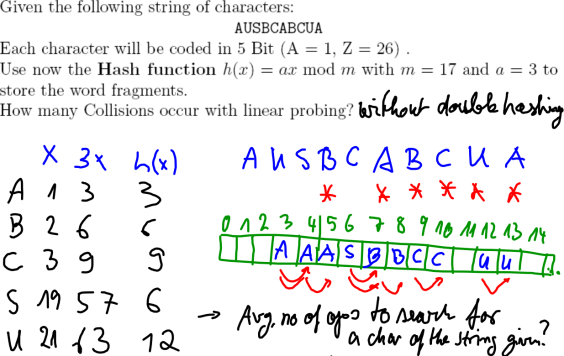 Given the following string of characters:
AUSBCABCUA
Each character will be coded in 5 Bit (A = 1, Z = 26) .
Use now the Hash function h(x) = ax mod m with m = 17 and a = 3 to
store the word fragments.
How many Collisions occur with linear probing? Without double hashing
x 3x h(x)
A U S B C A B C U A
A 1 3 3
* * * * * *
B 2 6 6
0 1 2 3 4 5 6 7 8 9 10 11 12 13 14
C 3 9 9
A A A S B B C C U U
S 19 57 6
→ Avg. no of ops to search for
a char of the string given?
U 21 63 12